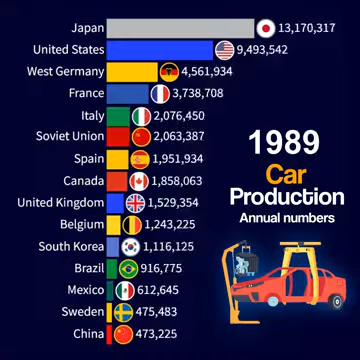 Japan 13,170,317
United States 9,493,542
West Germany 4,561,934
France 3,738,708
Italy 2,076,450
Soviet Union 2,063,387
Spain 1,951,934
Canada 1,858,063
United Kingdom 1,529,354
Belgium 1,243,225
South Korea 1,116,125
Brazil 916,775
Mexico 612,645
Sweden 475,483
China 473,225
1989
Car
Production
Annual numbers